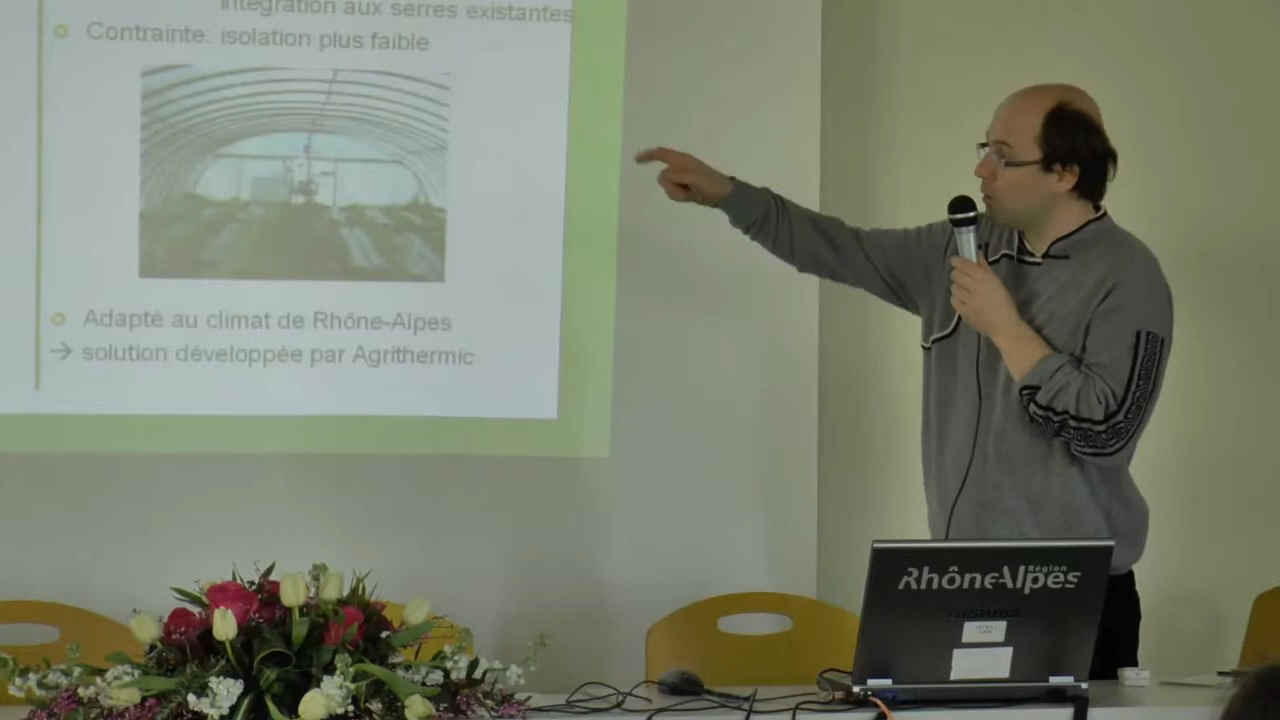 intégration aux serres existantes
Contrainte: isolation plus faible
Adapté au climat de Rhône-Alpes
→ solution développée par Agrithermic
Région
RhôneAlpes
TOSHIBA